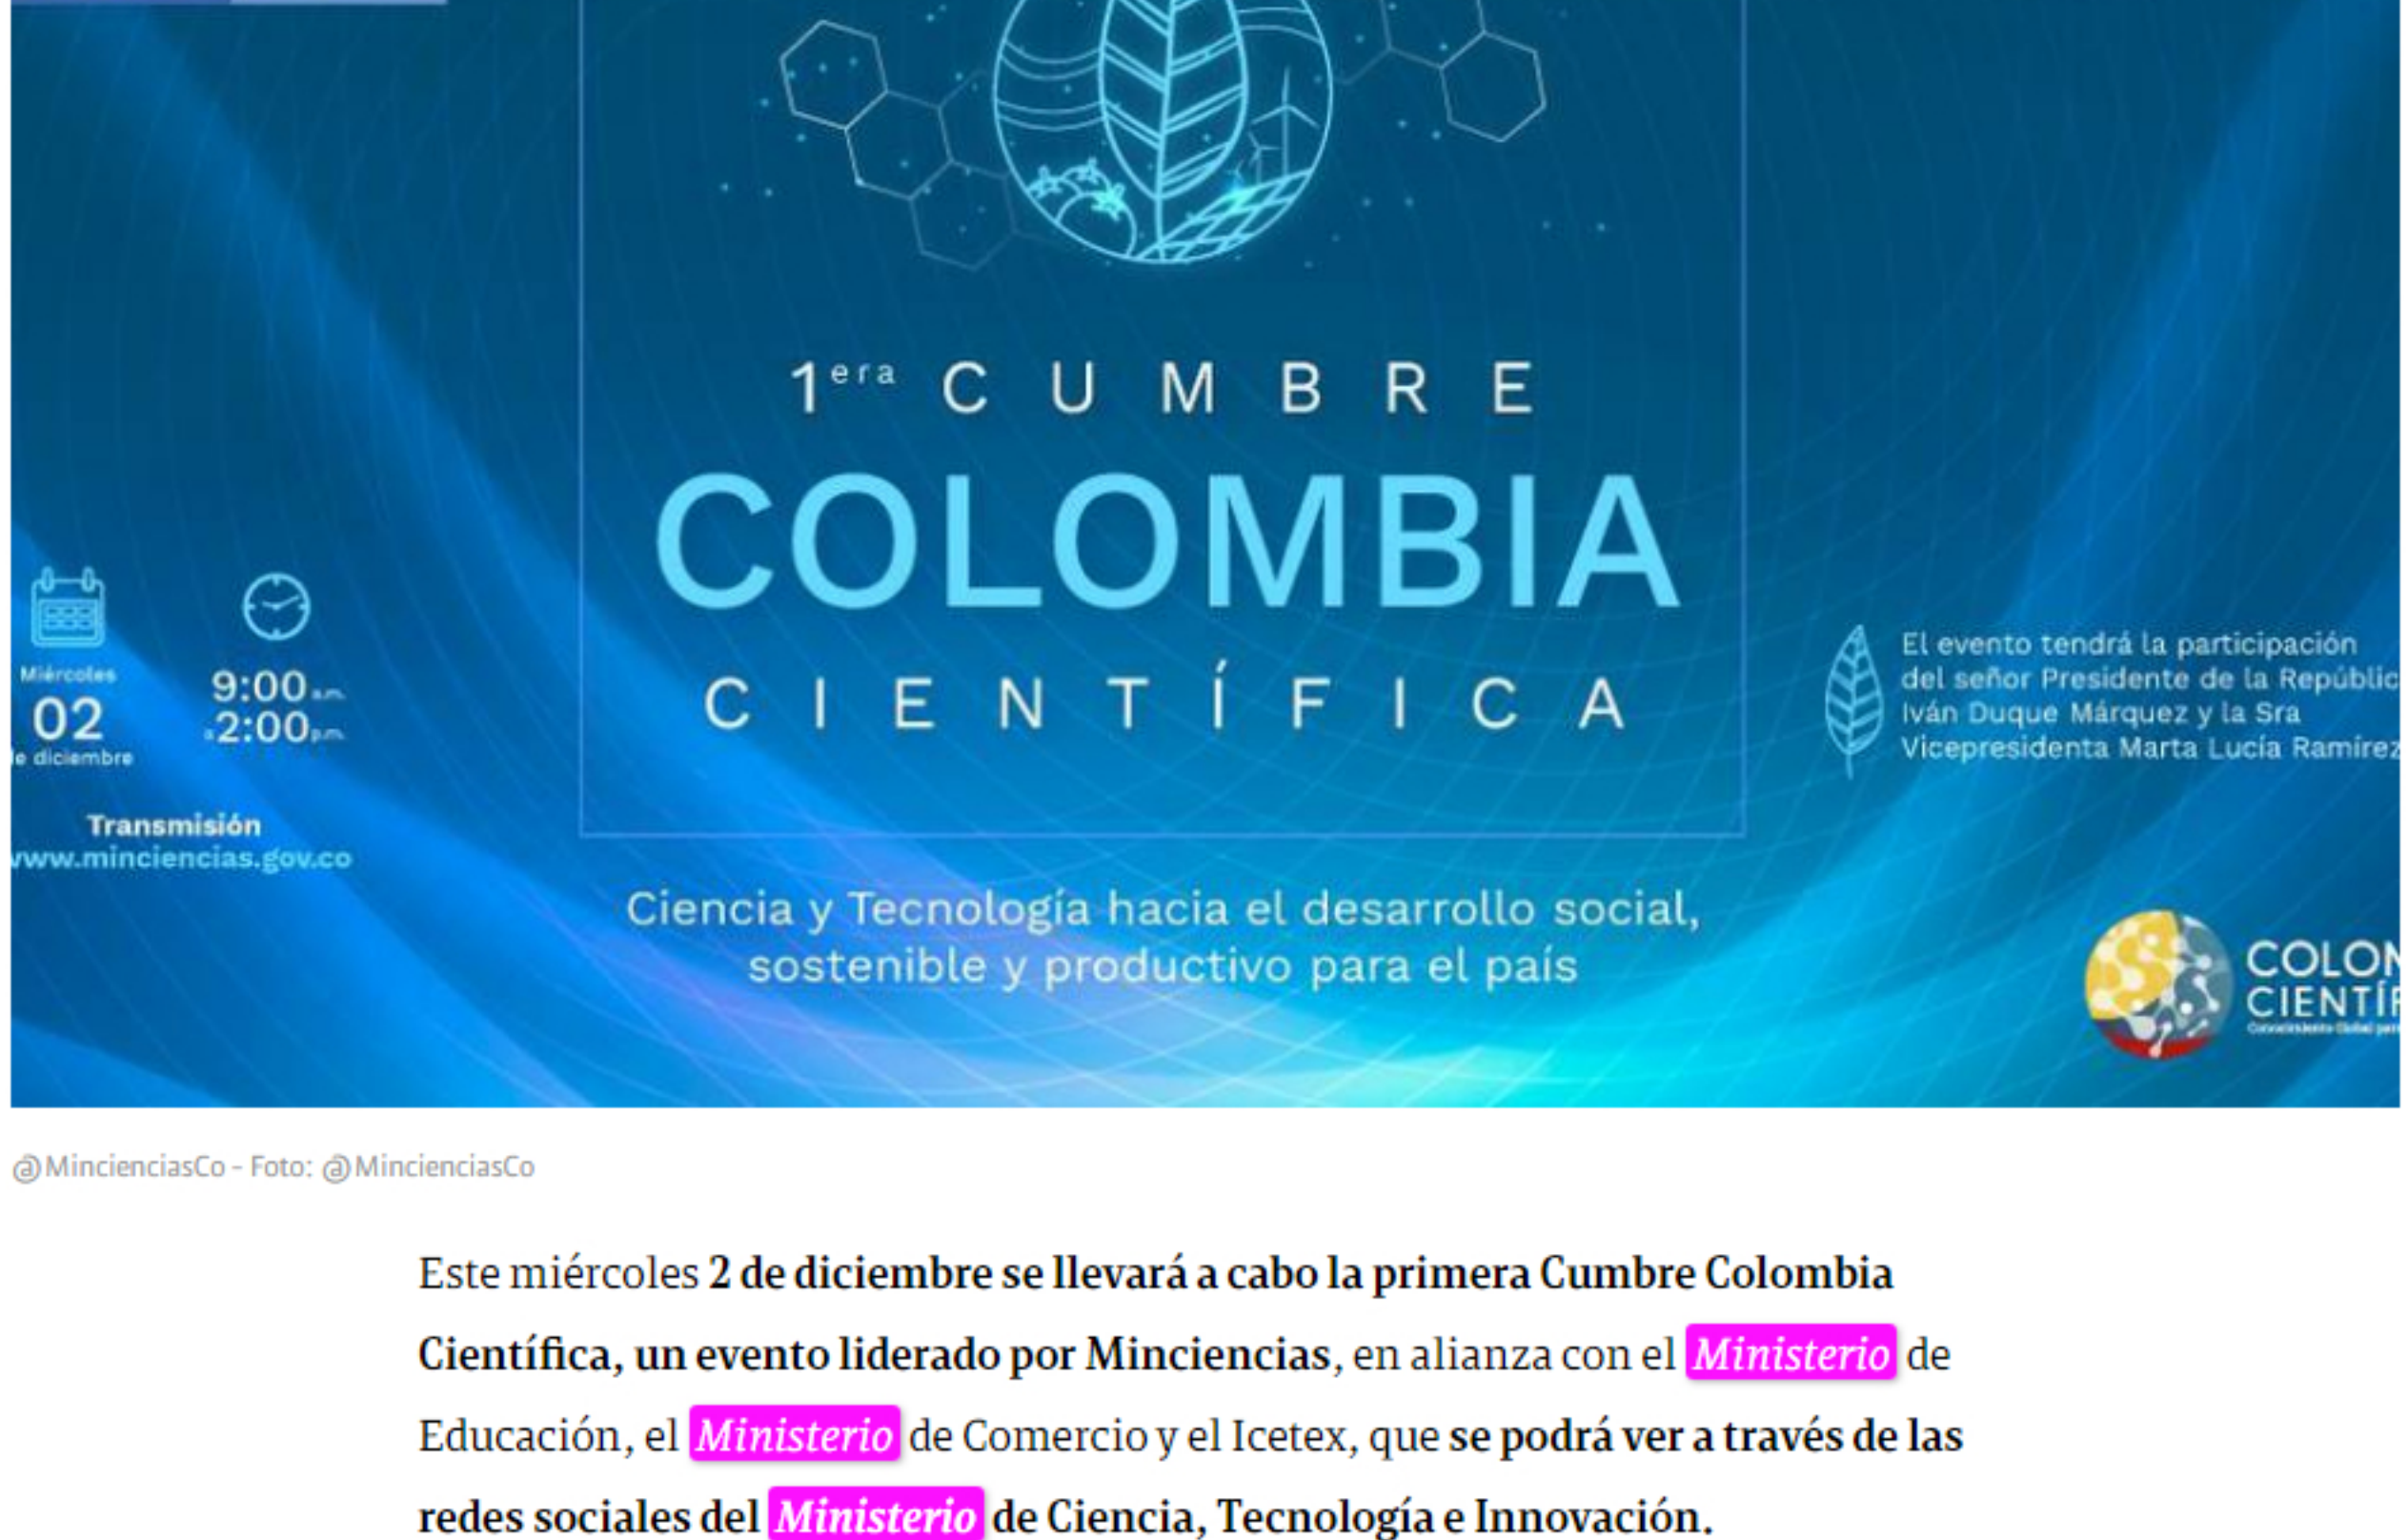 1era CUMBRE
COLOMBIA
CIENTÍFICA
Miércoles
02
de diciembre
9:00 a.m.
a 2:00 p.m.
Transmisión
www.minciencias.gov.co
El evento tendrá la participación
del señor Presidente de la Repúblic
Iván Duque Márquez y la Sra
Vicepresidenta Marta Lucía Ramírez
Ciencia y Tecnología hacia el desarrollo social,
sostenible y productivo para el país
COLOM
CIENTÍF
@MincienciasCo - Foto: @MincienciasCo
Este miércoles 2 de diciembre se llevará a cabo la primera Cumbre Colombia
Científica, un evento liderado por Minciencias, en alianza con el Ministerio de
Educación, el Ministerio de Comercio y el Icetex, que se podrá ver a través de las
redes sociales del Ministerio de Ciencia, Tecnología e Innovación.